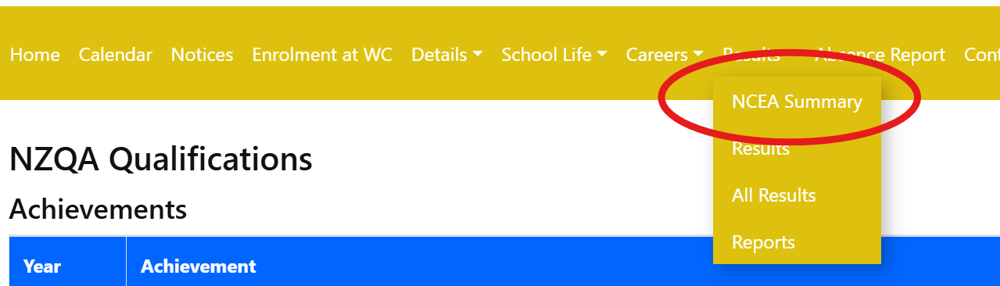 Home Calendar Notices Enrolment at WC Details School Life Careers Results Absence Report Cont
NCEA Summary
Results
All Results
Reports
NZQA Qualifications
Achievements
Year Achievement